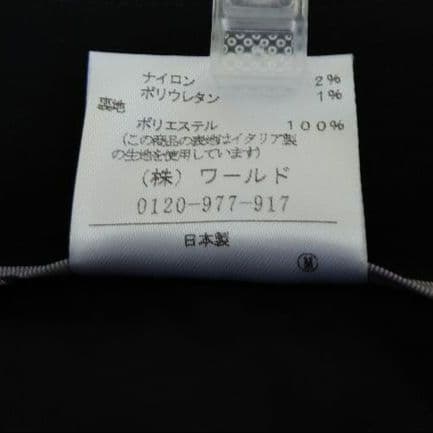 ナイロン 2%
ポリウレタン 1%
ポリエステル 100%
(この商品の表地はイタリア製
の生地を使用しています)
(株) ワールド
0120-977-917
日本製
M